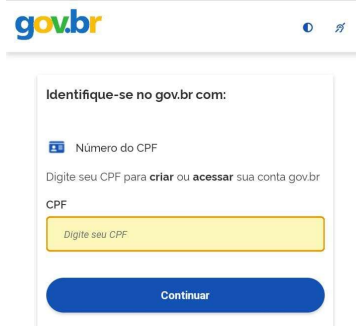 gov.br
Identifique-se no gov.br com:
Número do CPF
Digite seu CPF para criar ou acessar sua conta gov.br
CPF
Digite seu CPF
Continuar